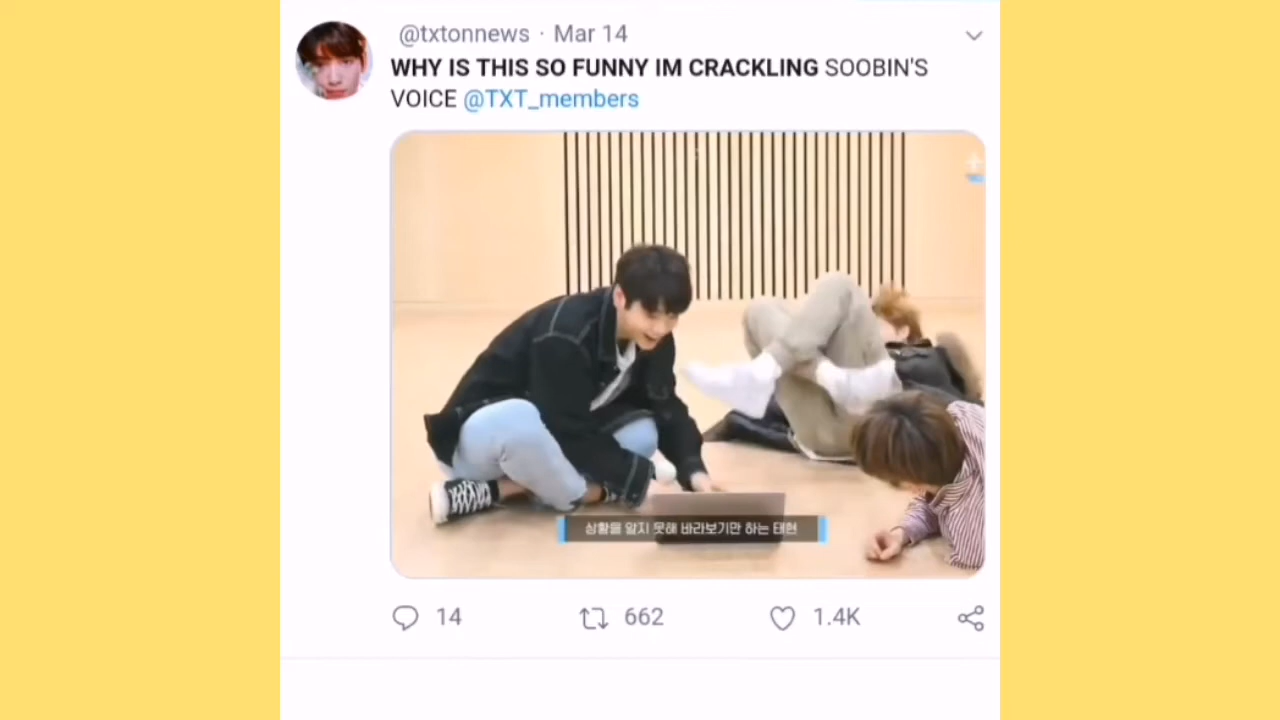 @txtonnews · Mar 14
WHY IS THIS SO FUNNY IM CRACKLING SOOBIN'S
VOICE @TXT_members
상황을 알지 못해 바라보기만 하는 태현
14
662
1.4K